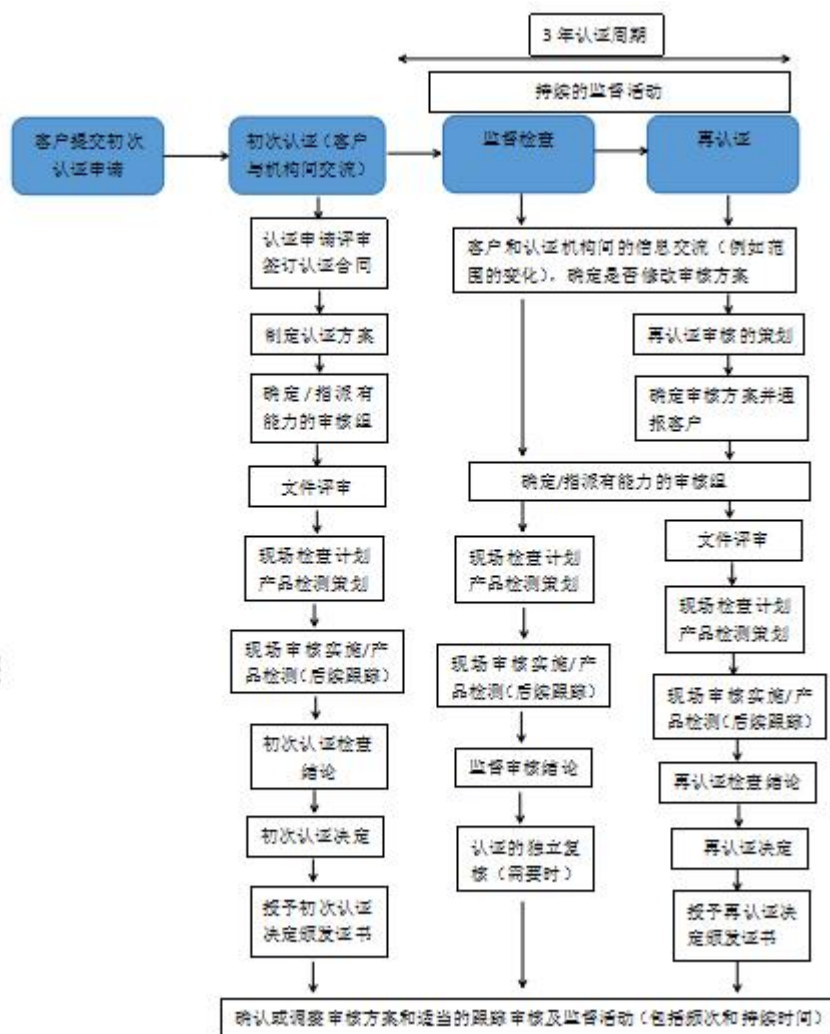 3 年认证周期
持续的监督活动
客户提交初次
认证申请
初次认证（客户
与机构间交流）
监督检查
再认证
认证申请评审
签订认证合同
制定认证方案
确定/指派有
能力的审核组
文件评审
现场检查计划
产品检测策划
现场审核实施/产
品检测(后续跟踪)
初次认证检查
结论
初次认证决定
授予初次认证
决定颁发证书
客户和认证机构间的信息交流（例如范
围的变化），确定是否修改审核方案
再认证审核的策划
确定审核方案并通
报客户
确定/指派有能力的审核组
现场检查计划
产品检测策划
现场审核实施/产
品检测(后续跟踪)
监督审核结论
认证的独立复
核（需要时）
文件评审
现场检查计划
产品检测策划
现场审核实施/产
品检测(后续跟踪)
再认证检查结论
再认证决定
授予再认证决
定颁发证书
确认或调整审核方案和适当的跟踪审核及监督活动（包括频次和持续时间）